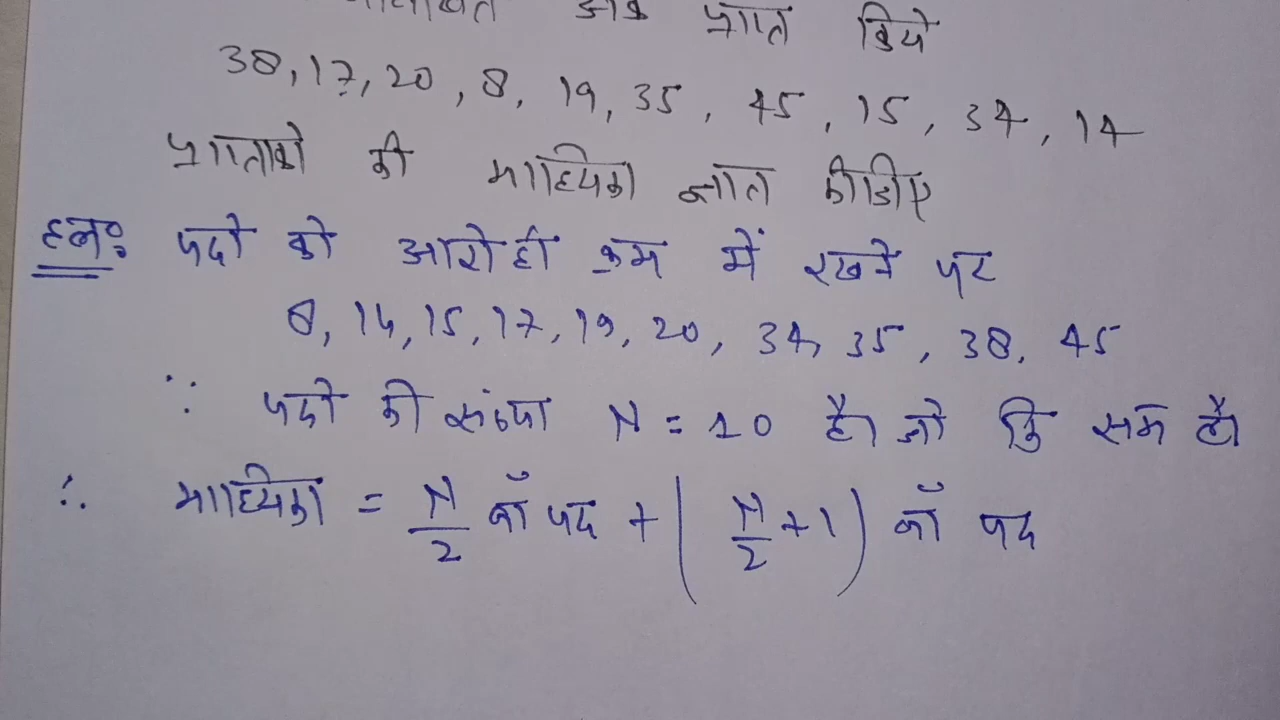 अंक प्राप्त किये
38, 17, 20, 8, 19, 35, 45, 15, 34, 14
प्राप्तांको की माध्यिका ज्ञात कीजिए
हलः पदो को आरोही क्रम में रखने पर
8, 14, 15, 17, 19, 20, 34, 35, 38, 45
∵ पदो की संख्या N = 10 है। जो कि सम है।
∴ माध्यिका = N/2 वाँ पद + (N/2 + 1) वाँ पद